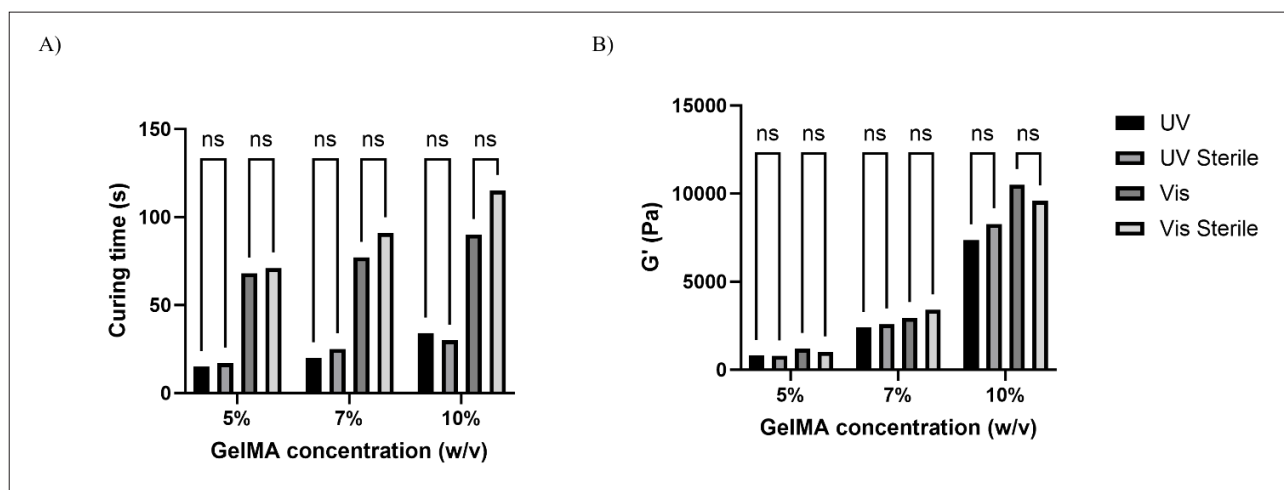 A)
ns ns ns ns ns ns
150
100
50
0
Curing time (s)
5% 7% 10%
GelMA concentration (w/v)
B)
15000
10000
5000
0
ns ns ns ns ns ns
G' (Pa)
5% 7% 10%
GelMA concentration (w/v)
UV
UV Sterile
Vis
Vis Sterile